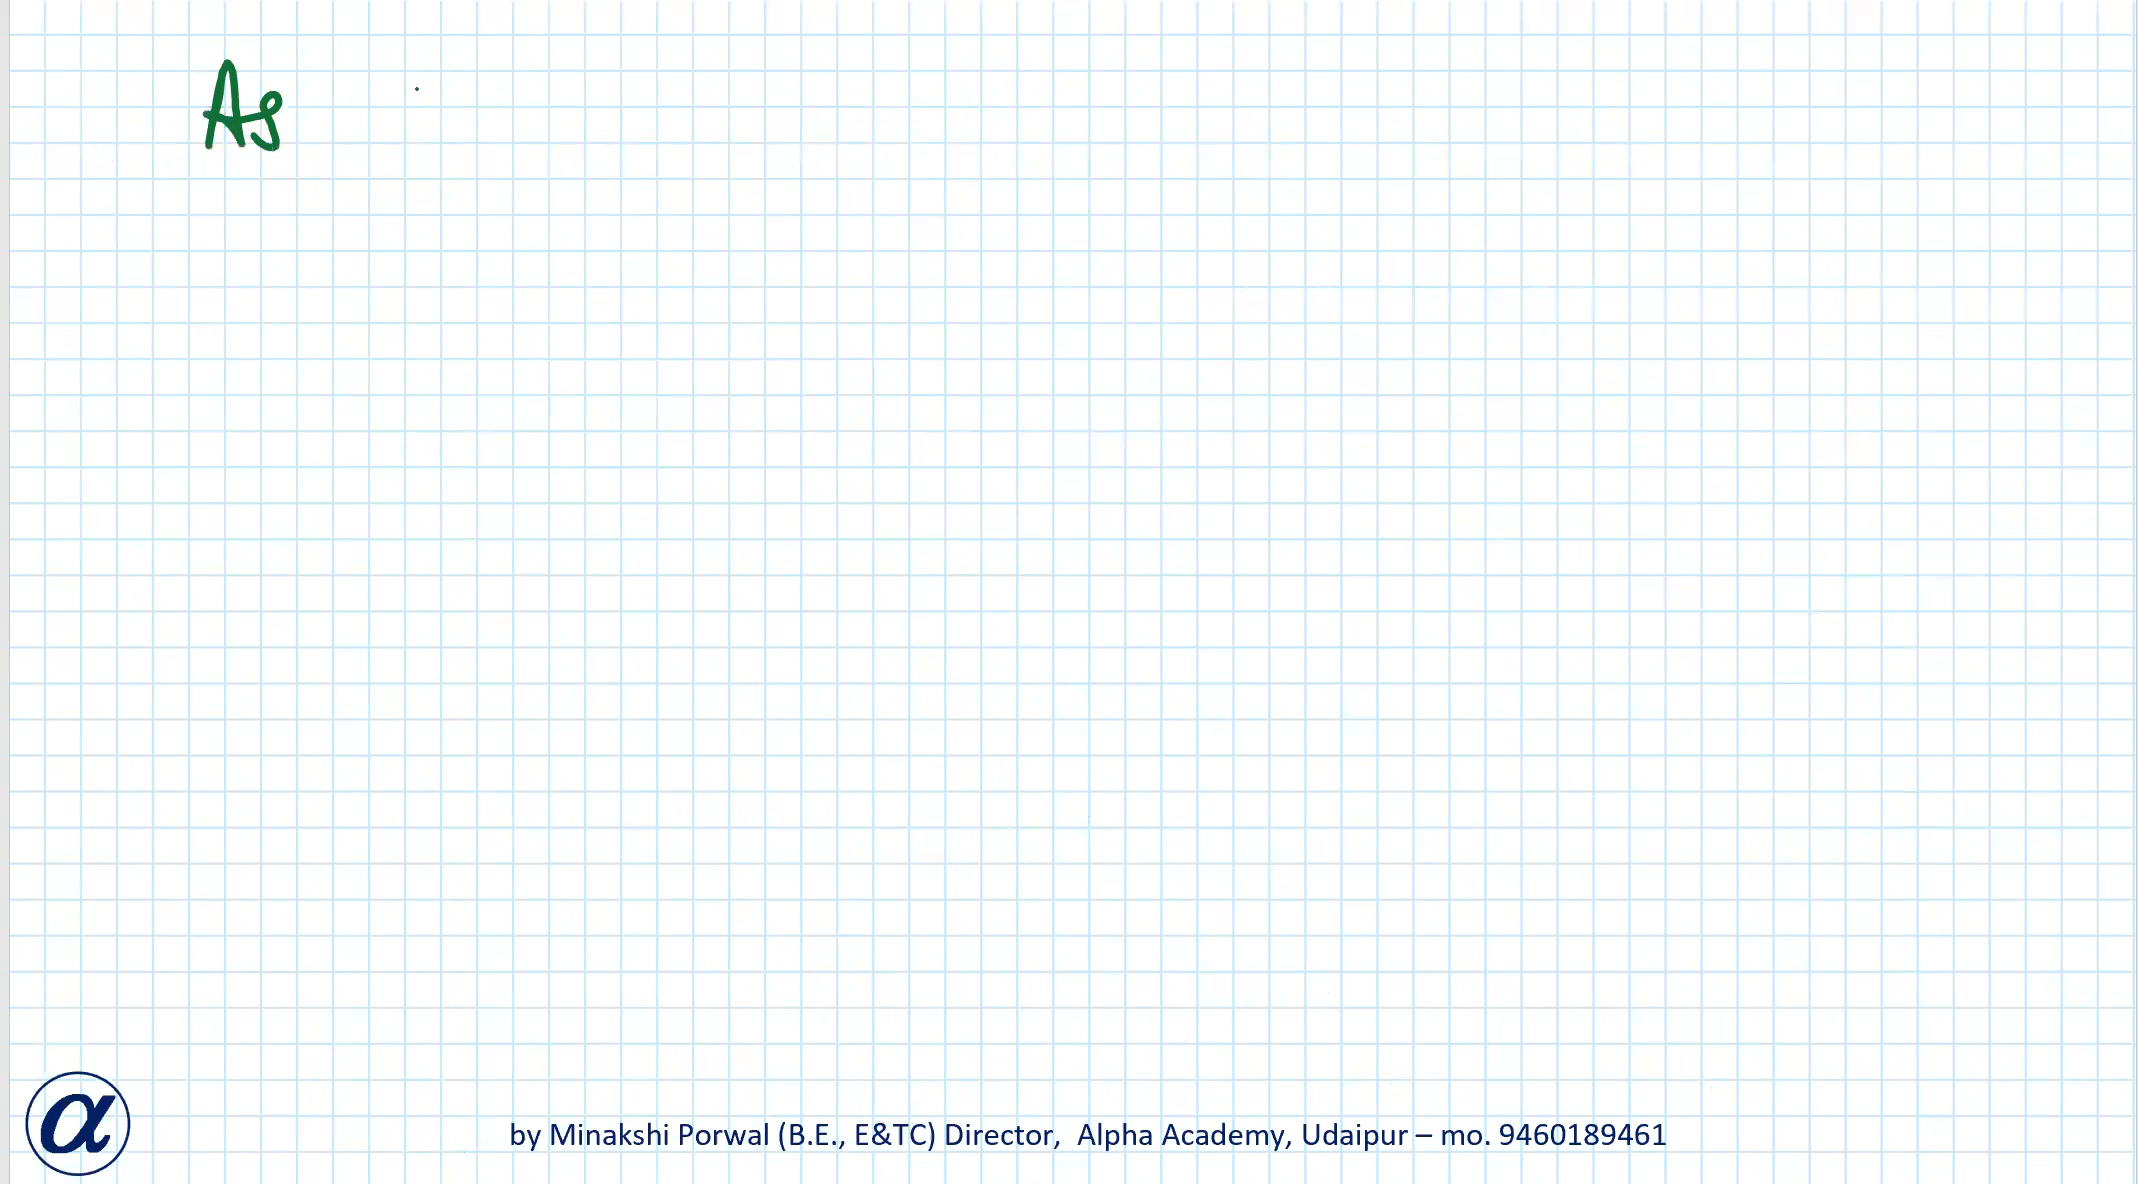 As
α
by Minakshi Porwal (B.E., E&TC) Director, Alpha Academy, Udaipur – mo. 9460189461